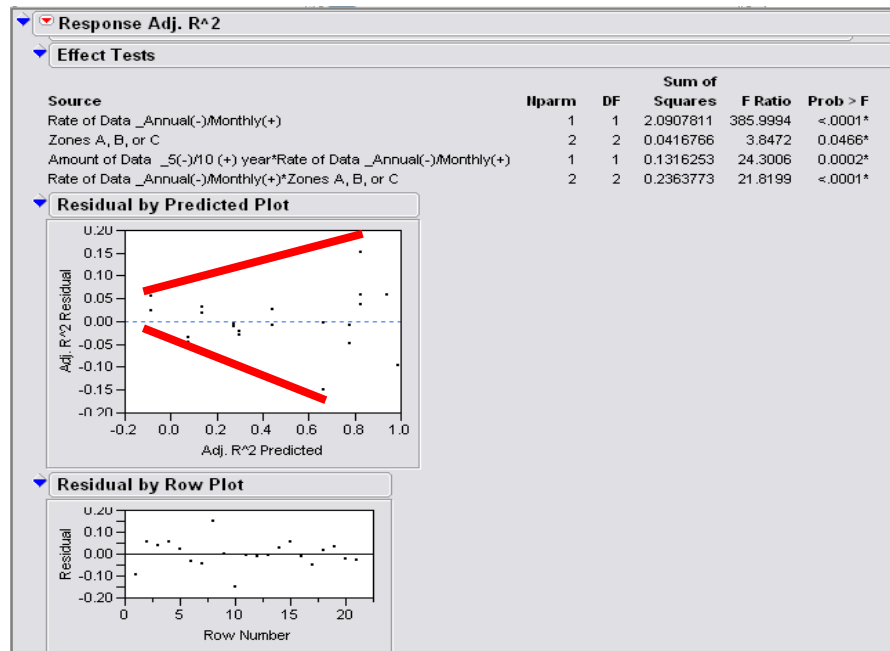 Response Adj. R^2
Effect Tests
Sum of
Source Nparm DF Squares F Ratio Prob > F
Rate of Data _Annual(-)/Monthly(+) 1 1 2.0907811 385.9994 <.0001*
Zones A, B, or C 2 2 0.0416766 3.8472 0.0466*
Amount of Data _5(-)/10 (+) year*Rate of Data _Annual(-)/Monthly(+) 1 1 0.1316253 24.3006 0.0002*
Rate of Data _Annual(-)/Monthly(+)*Zones A, B, or C 2 2 0.2363773 21.8199 <.0001*
Residual by Predicted Plot
Adj. R^2 Residual
0.20
0.15
0.10
0.05
0.00
-0.05
-0.10
-0.15
-0.20
-0.2 0.0 0.2 0.4 0.6 0.8 1.0
Adj. R^2 Predicted
Residual by Row Plot
Residual
0.20
0.10
0.00
-0.10
-0.20
0 5 10 15 20
Row Number